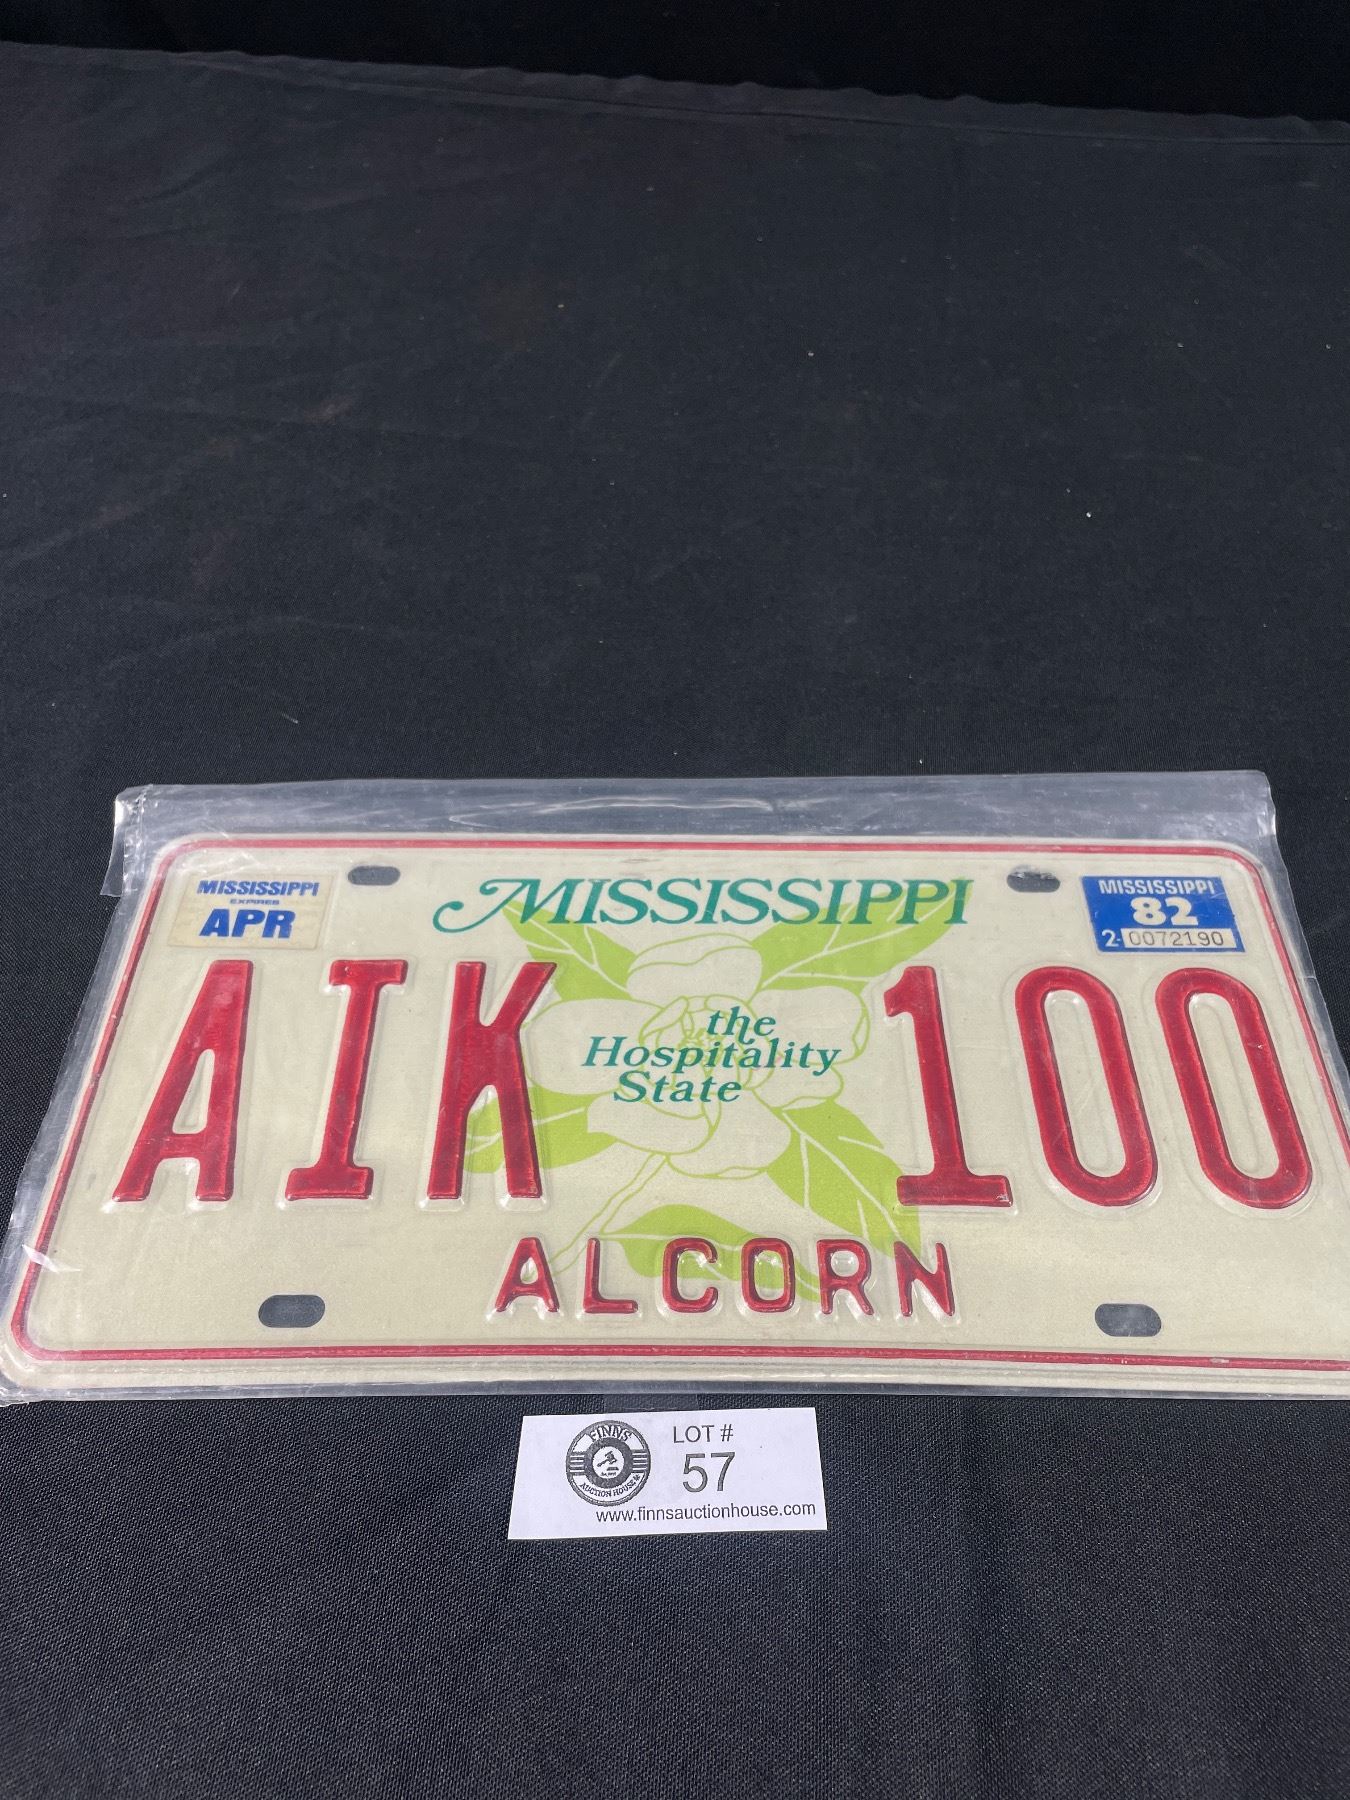 MISSISSIPPI
EXPIRES
APR
MISSISSIPPI
MISSISSIPPI
82
2- 0072190
AIK 100
the
Hospitality
State
ALCORN
FINNS
AUCTION HOUSE
LOT #
57
www.finnsauctionhouse.com